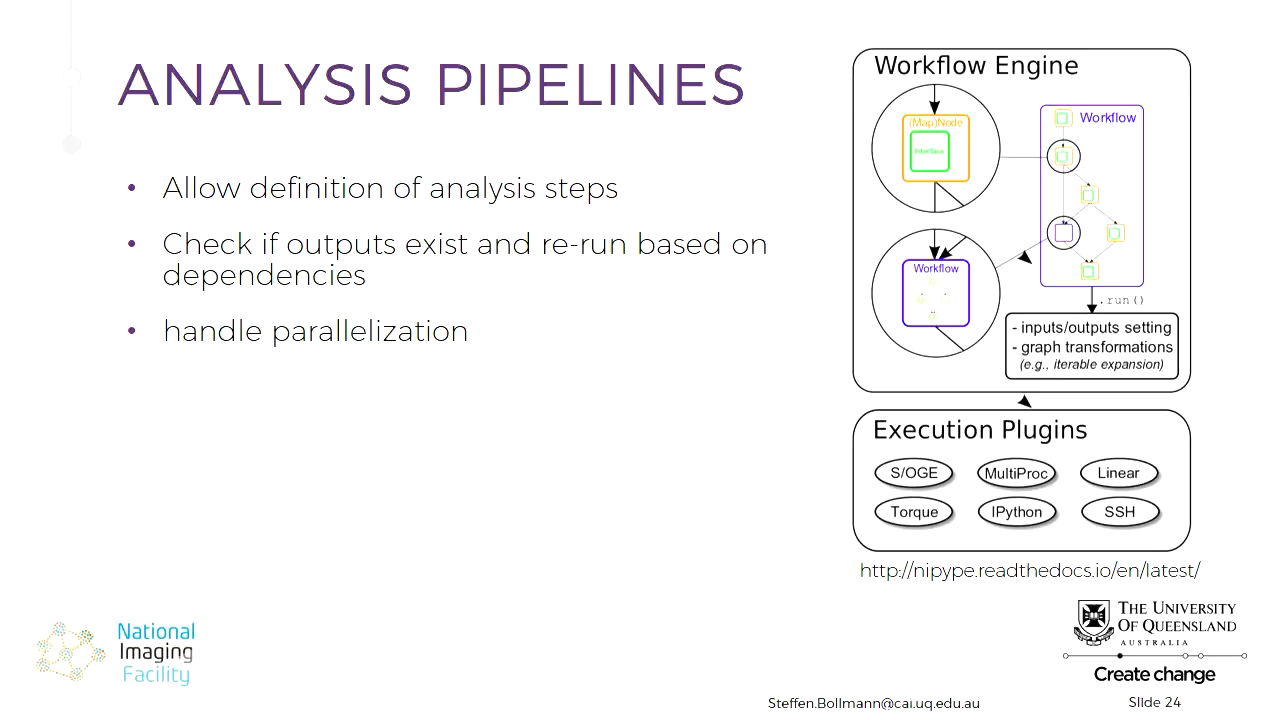 ANALYSIS PIPELINES
• Allow definition of analysis steps
• Check if outputs exist and re-run based on
dependencies
• handle parallelization
Workflow Engine
(Map)Node
Interface
Workflow
Workflow
.run()
- inputs/outputs setting
- graph transformations
(e.g., iterable expansion)
Execution Plugins
S/OGE MultiProc Linear
Torque IPython SSH
http://nipype.readthedocs.io/en/latest/
National
Imaging
Facility
THE UNIVERSITY
OF QUEENSLAND
AUSTRALIA
Create change
Steffen.Bollmann@cai.uq.edu.au
Slide 24